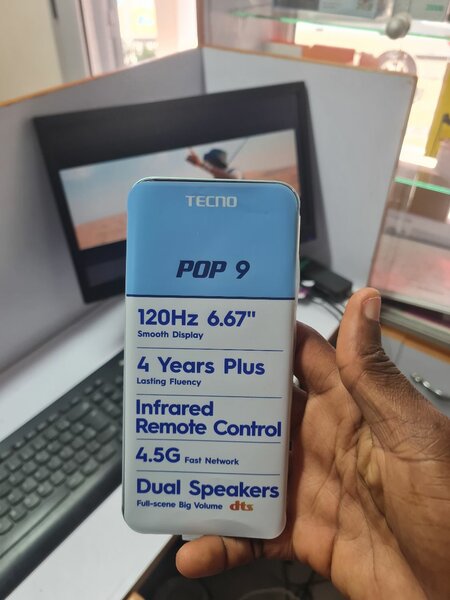 TECNO
POP 9
120Hz 6.67"
Smooth Display
4 Years Plus
Lasting Fluency
Infrared
Remote Control
4.5G Fast Network
Dual Speakers
Full-scene Big Volume dts